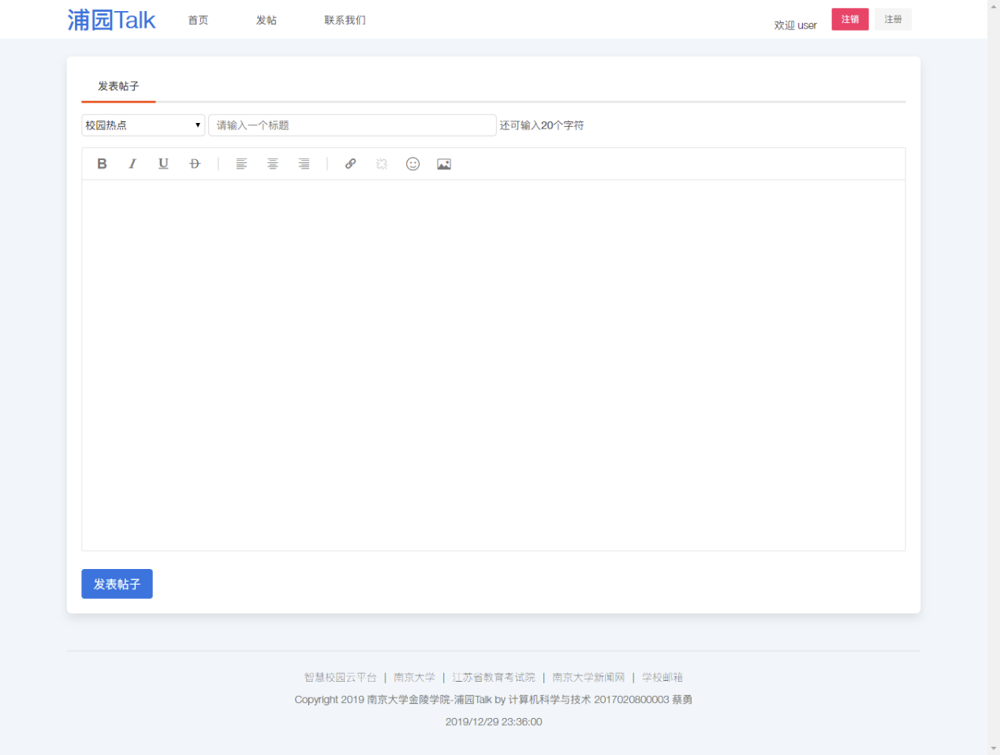 浦园Talk 首页 发帖 联系我们 欢迎 user 注销 注册
发表帖子
校园热点 请输入一个标题 还可输入20个字符
B I U D
发表帖子
智慧校园云平台 | 南京大学 | 江苏省教育考试院 | 南京大学新闻网 | 学校邮箱
Copyright 2019 南京大学金陵学院-浦园Talk by 计算机科学与技术 2017020800003 蔡勇
2019/12/29 23:36:00